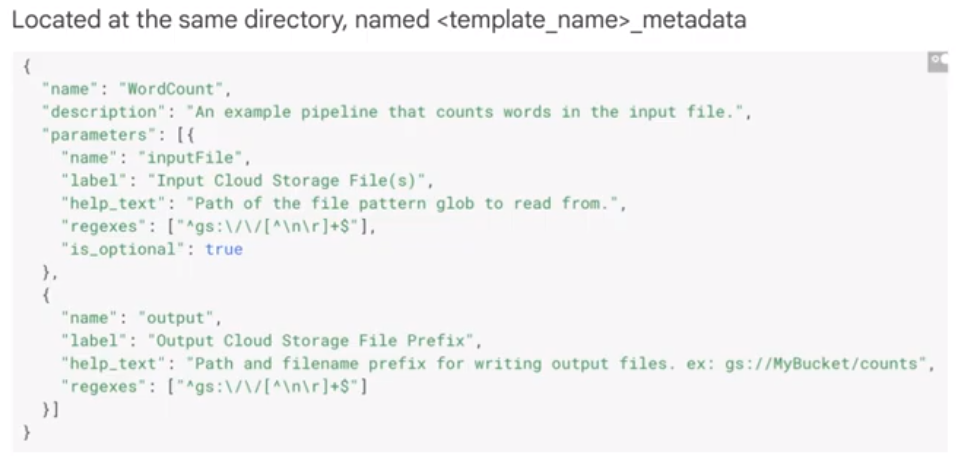 Located at the same directory, named <template_name>_metadata
{
"name": "WordCount",
"description": "An example pipeline that counts words in the input file.",
"parameters": [{
"name": "inputFile",
"label": "Input Cloud Storage File(s)",
"help_text": "Path of the file pattern glob to read from.",
"regexes": ["^gs:\/\/[^\n\r]+$"],
"is_optional": true
},
{
"name": "output",
"label": "Output Cloud Storage File Prefix",
"help_text": "Path and filename prefix for writing output files. ex: gs://MyBucket/counts",
"regexes": ["^gs:\/\/[^\n\r]+$"]
}]
}